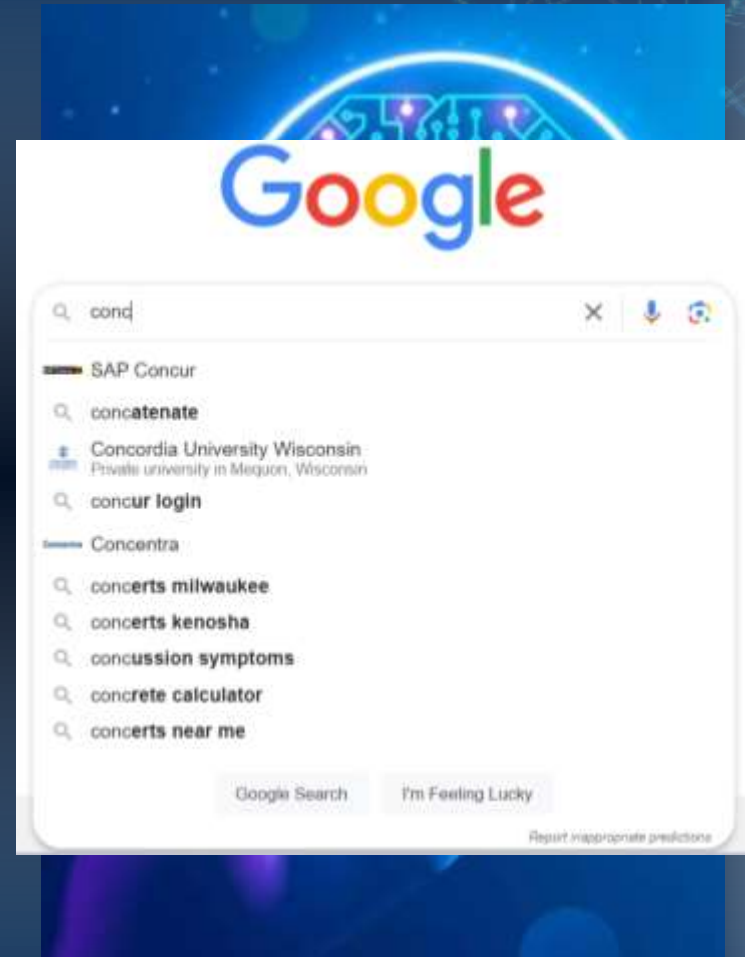 Google
conc
SAP Concur
concatenate
Concordia University Wisconsin
Private university in Mequon, Wisconsin
concur login
Concentra
concerts milwaukee
concerts kenosha
concussion symptoms
concrete calculator
concerts near me
Google Search I'm Feeling Lucky
Report inappropriate predictions